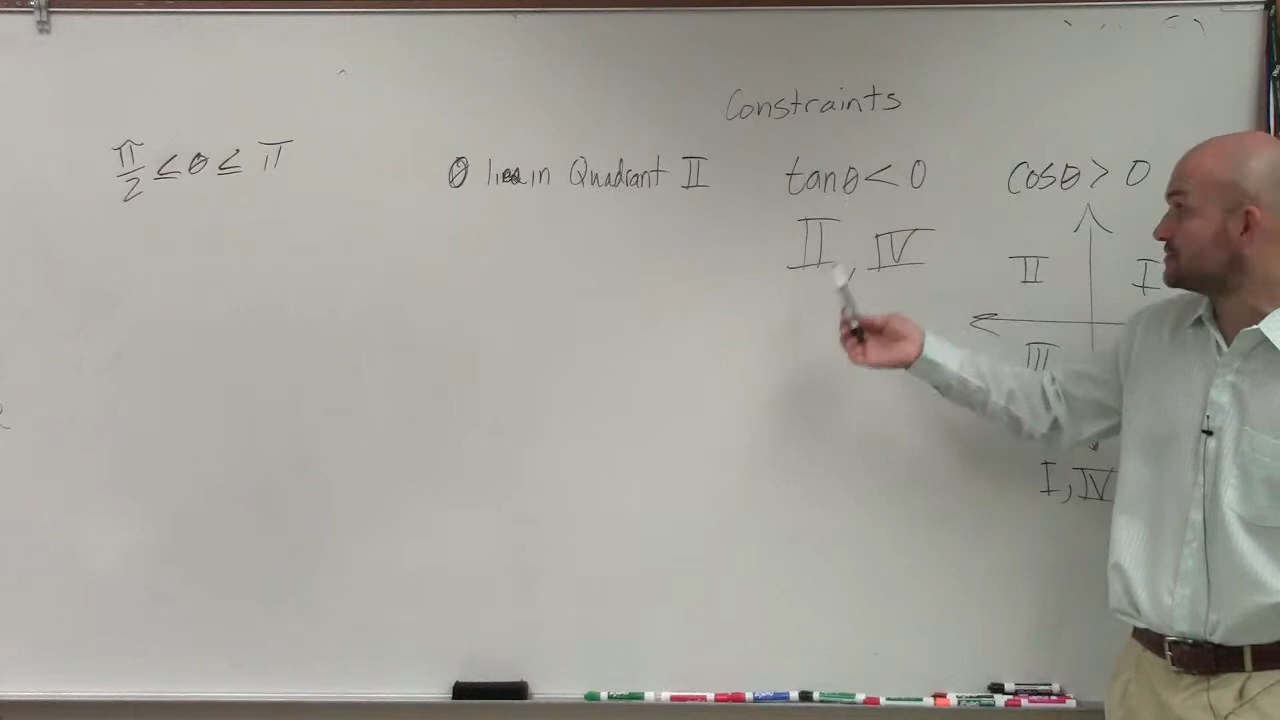 Constraints
π/2 ≤ θ ≤ π
θ lies in Quadrant II
tanθ < 0
cosθ > 0
II, IV
II
I
III
I, IV